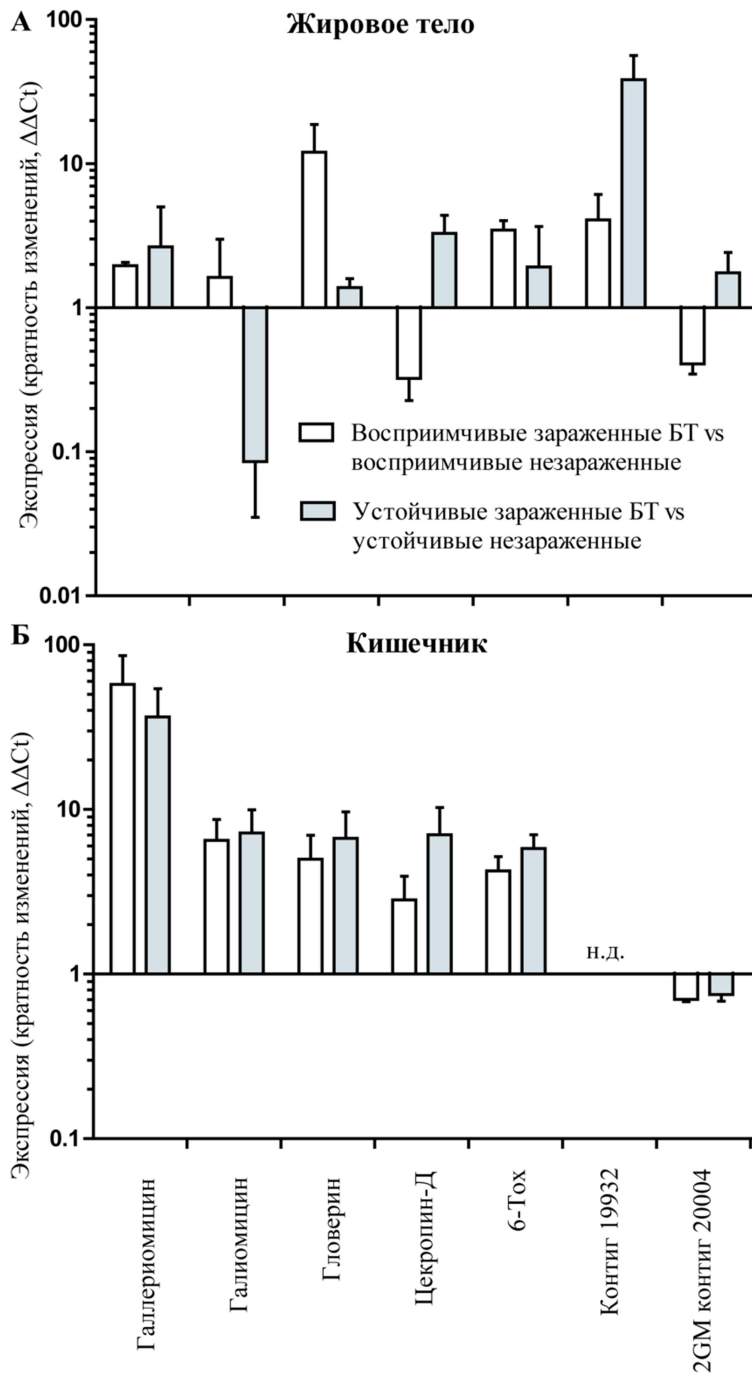 А
Жировое тело
Экспрессия (кратность изменений, ΔΔCt)
100
10
1
0.1
0.01
Восприимчивые зараженные БТ vs
восприимчивые незараженные
Устойчивые зараженные БТ vs
устойчивые незараженные
Б
Кишечник
Экспрессия (кратность изменений, ΔΔCt)
100
10
1
0.1
н.д.
Галлериомицин
Галиомицин
Гловерин
Цекропин-Д
6-Tox
Контиг 19932
2GM контиг 20004